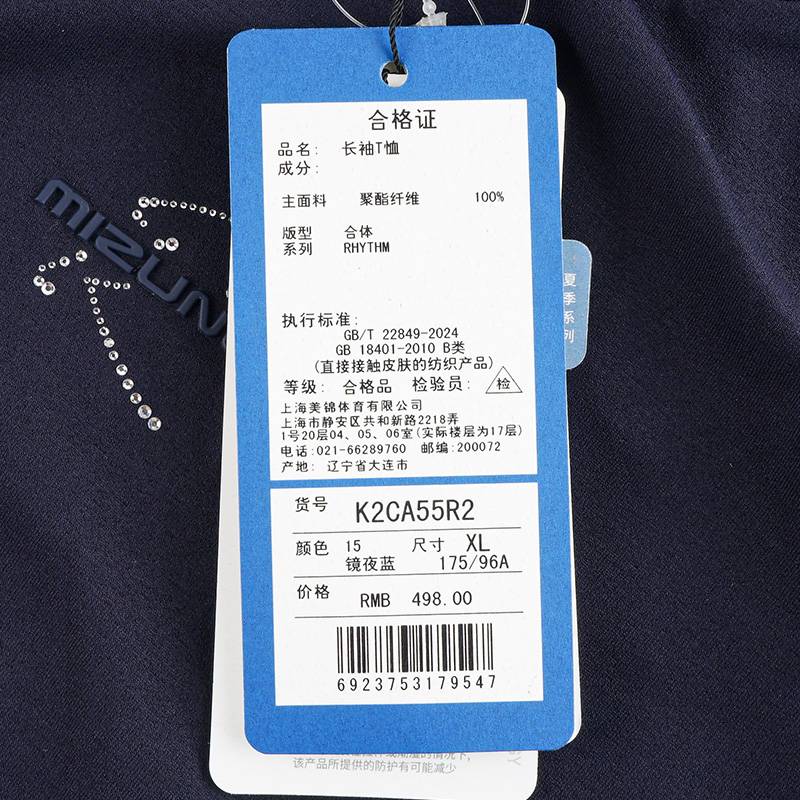 MIZUN
合格证
品名: 长袖T恤
成分:
主面料 聚酯纤维 100%
版型 合体
系列 RHYTHM
执行标准:
GB/T 22849-2024
GB 18401-2010 B类
(直接接触皮肤的纺织产品)
等级: 合格品 检验员: 检
上海美锦体育有限公司
上海市静安区共和新路2218弄
1号20层04、05、06室(实际楼层为17层)
电话:021-66289760 邮编:200072
产地: 辽宁省大连市
货号 K2CA55R2
颜色 15 尺寸 XL
镜夜蓝 175/96A
价格 RMB 498.00
6923753179547
夏季系列
该产品所提供的防护有可能减少